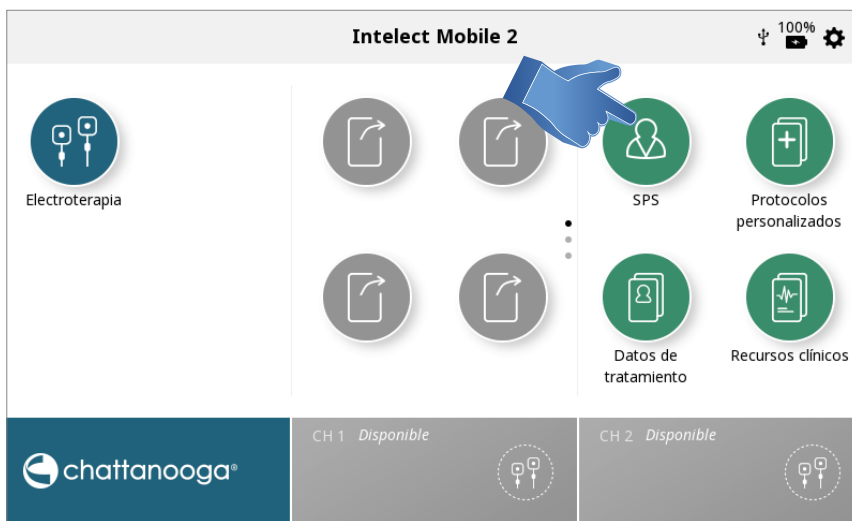 Intelect Mobile 2
100%
Electroterapia
SPS
Protocolos
personalizados
Datos de
tratamiento
Recursos clínicos
chattanooga®
CH 1 Disponible
CH 2 Disponible